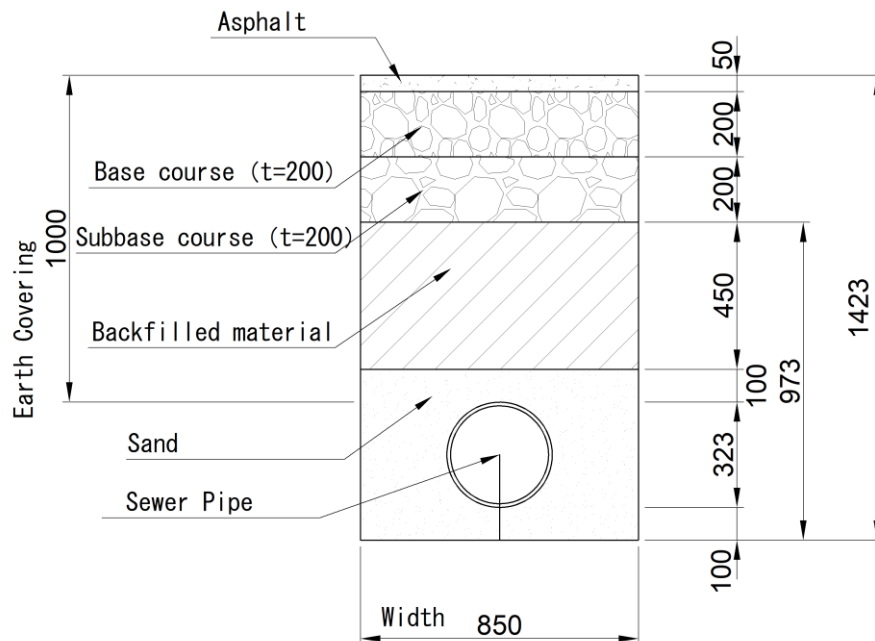 Asphalt
50
200
Base course (t=200)
200
Subbase course (t=200)
1000
Earth Covering
450
1423
Backfilled material
100
973
Sand
323
Sewer Pipe
100
Width
850